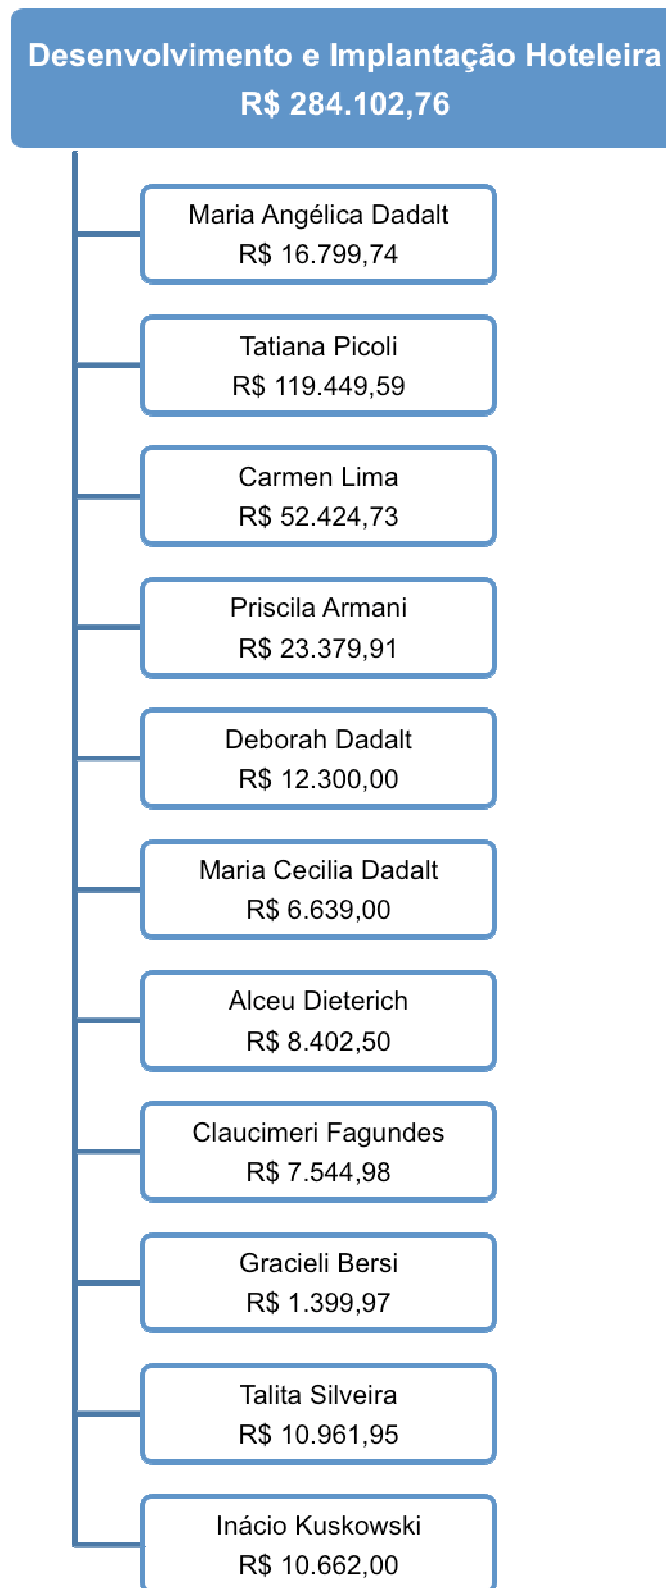 Desenvolvimento e Implantação Hoteleira
R$ 284.102,76
Maria Angélica Dadalt
R$ 16.799,74
Tatiana Picoli
R$ 119.449,59
Carmen Lima
R$ 52.424,73
Priscila Armani
R$ 23.379,91
Deborah Dadalt
R$ 12.300,00
Maria Cecilia Dadalt
R$ 6.639,00
Alceu Dieterich
R$ 8.402,50
Claucimeri Fagundes
R$ 7.544,98
Gracieli Bersi
R$ 1.399,97
Talita Silveira
R$ 10.961,95
Inácio Kuskowski
R$ 10.662,00